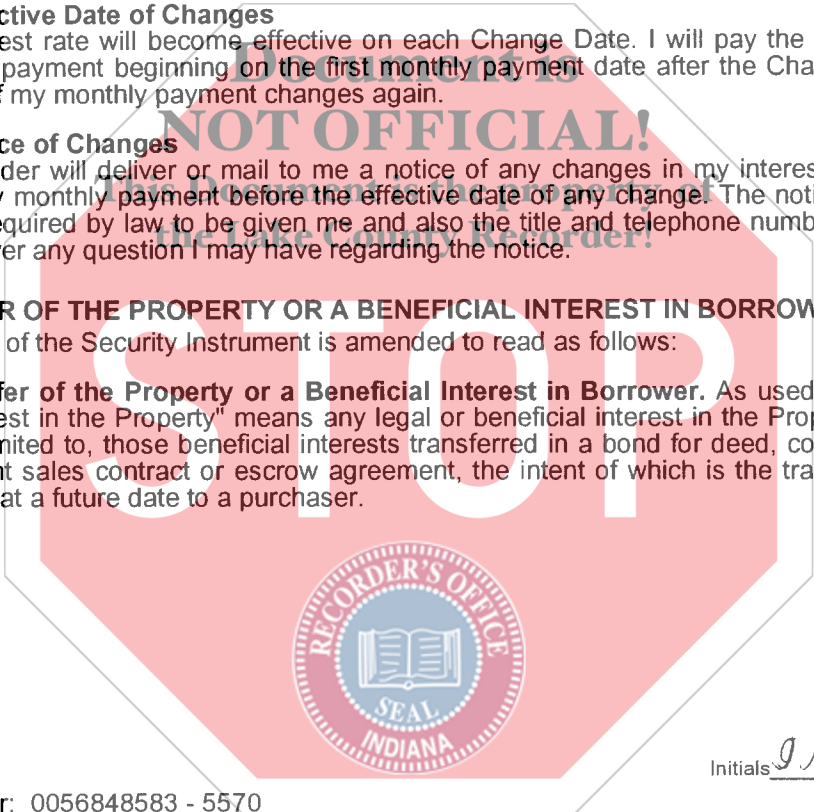 ctive Date of Changes
est rate will become effective on each Change Date. I will pay the
payment beginning on the first monthly payment date after the Cha
f my monthly payment changes again.
ce of Changes
der will deliver or mail to me a notice of any changes in my interes
y monthly payment before the effective date of any change. The noti
equired by law to be given me and also the title and telephone numb
er any question I may have regarding the notice.
Document is
NOT OFFICIAL!
This Document is the property of
the Lake County Recorder!
R OF THE PROPERTY OR A BENEFICIAL INTEREST IN BORROW
of the Security Instrument is amended to read as follows:
fer of the Property or a Beneficial Interest in Borrower. As used
est in the Property" means any legal or beneficial interest in the Prop
nited to, those beneficial interests transferred in a bond for deed, co
nt sales contract or escrow agreement, the intent of which is the tra
at a future date to a purchaser.
STOP
RECORDER'S OFFICE
SEAL
INDIANA
Initials
r: 0056848583 - 5570